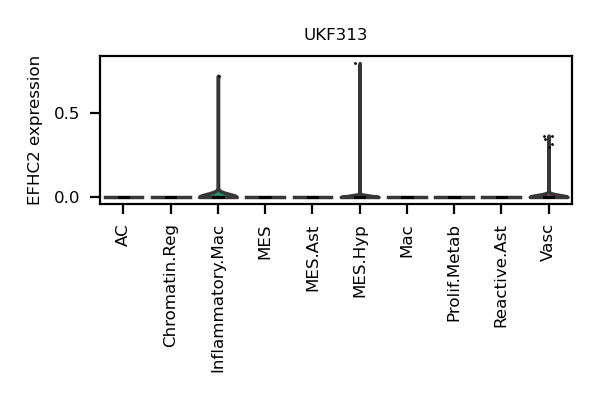 UKF313
EFHC2 expression
0.5
0.0
AC
Chromatin.Reg
Inflammatory.Mac
MES
MES.Ast
MES.Hyp
Mac
Prolif.Metab
Reactive.Ast
Vasc